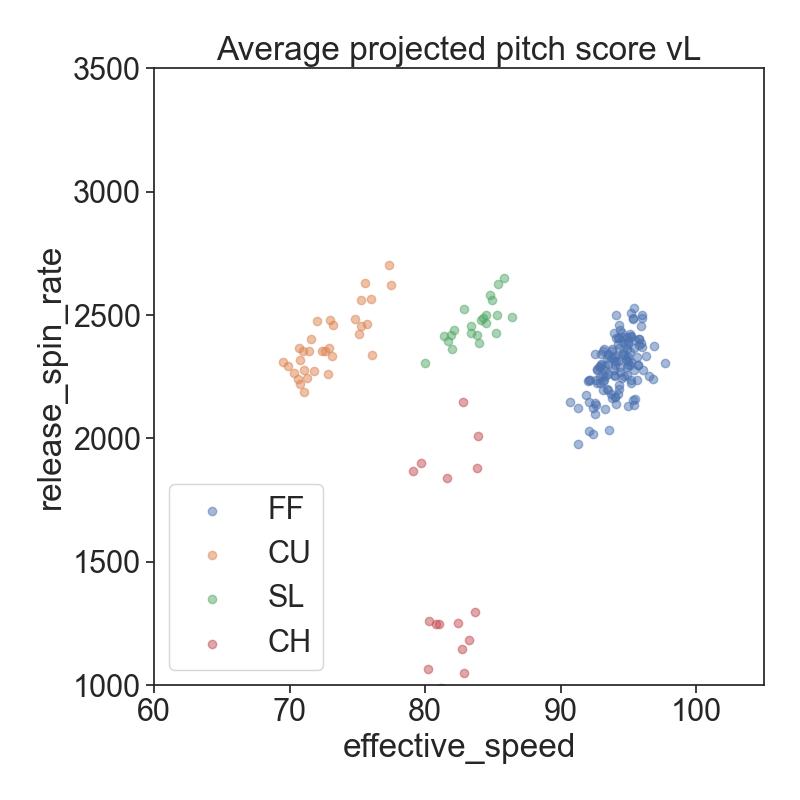 Average projected pitch score vL
3500
3000
2500
2000
1500
1000
release_spin_rate
FF
CU
SL
CH
60 70 80 90 100
effective_speed